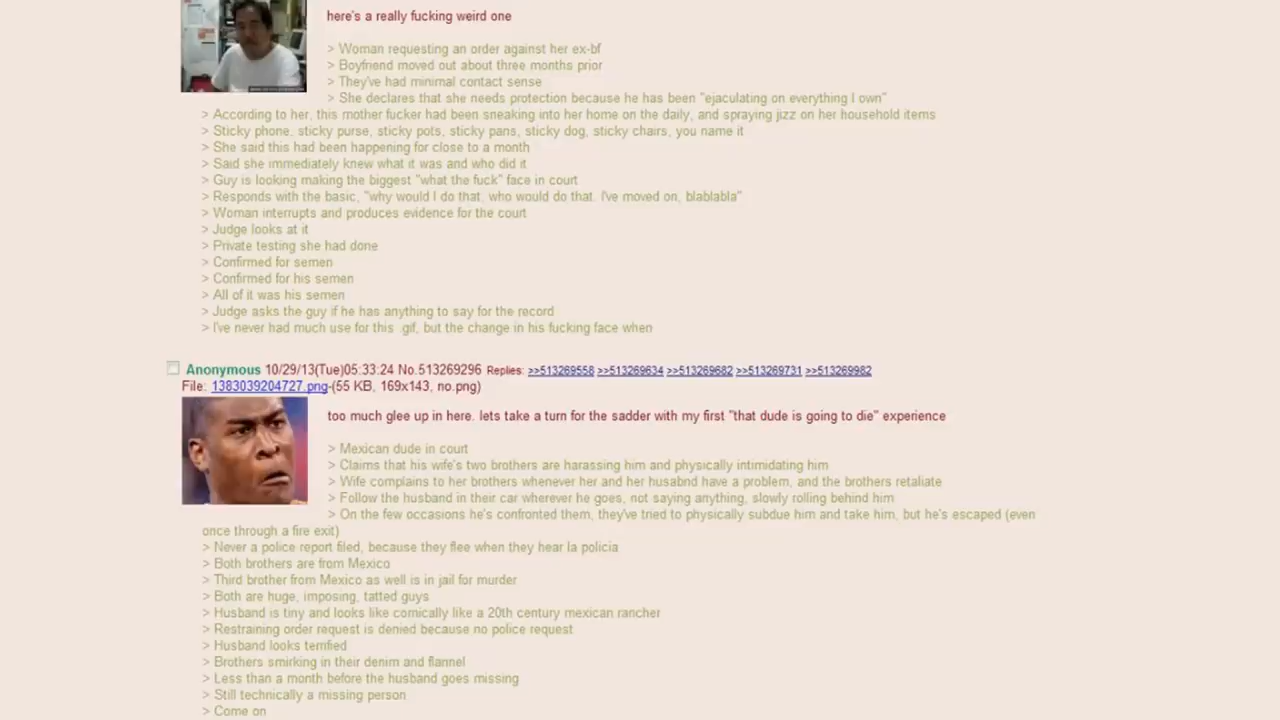 here's a really fucking weird one
> Woman requesting an order against her ex-bf
> Boyfriend moved out about three months prior
> They've had minimal contact sense
> She declares that she needs protection because he has been "ejaculating on everything I own"
> According to her, this mother fucker had been sneaking into her home on the daily, and spraying jizz on her household items
> Sticky phone, sticky purse, sticky pots, sticky pans, sticky dog, sticky chairs, you name it
> She said this had been happening for close to a month
> Said she immediately knew what it was and who did it
> Guy is looking making the biggest "what the fuck" face in court
> Responds with the basic, "why would I do that, who would do that. I've moved on, blablabla"
> Woman interrupts and produces evidence for the court
> Judge looks at it
> Private testing she had done
> Confirmed for semen
> Confirmed for his semen
> All of it was his semen
> Judge asks the guy if he has anything to say for the record
> I've never had much use for this .gif, but the change in his fucking face when
Anonymous 10/29/13(Tue)05:33:24 No.513269296 Replies: >>513269558 >>513269634 >>513269682 >>513269731 >>513269982
File: 1383039204727.png-(55 KB, 169x143, no.png)
too much glee up in here. lets take a turn for the sadder with my first "that dude is going to die" experience
> Mexican dude in court
> Claims that his wife's two brothers are harassing him and physically intimidating him
> Wife complains to her brothers whenever her and her husabnd have a problem, and the brothers retaliate
> Follow the husband in their car wherever he goes, not saying anything, slowly rolling behind him
> On the few occasions he's confronted them, they've tried to physically subdue him and take him, but he's escaped (even
once through a fire exit)
> Never a police report filed, because they flee when they hear la policia
> Both brothers are from Mexico
> Third brother from Mexico as well is in jail for murder
> Both are huge, imposing, tatted guys
> Husband is tiny and looks like comically like a 20th century mexican rancher
> Restraining order request is denied because no police request
> Husband looks terrified
> Brothers smirking in their denim and flannel
> Less than a month before the husband goes missing
> Still technically a missing person
> Come on